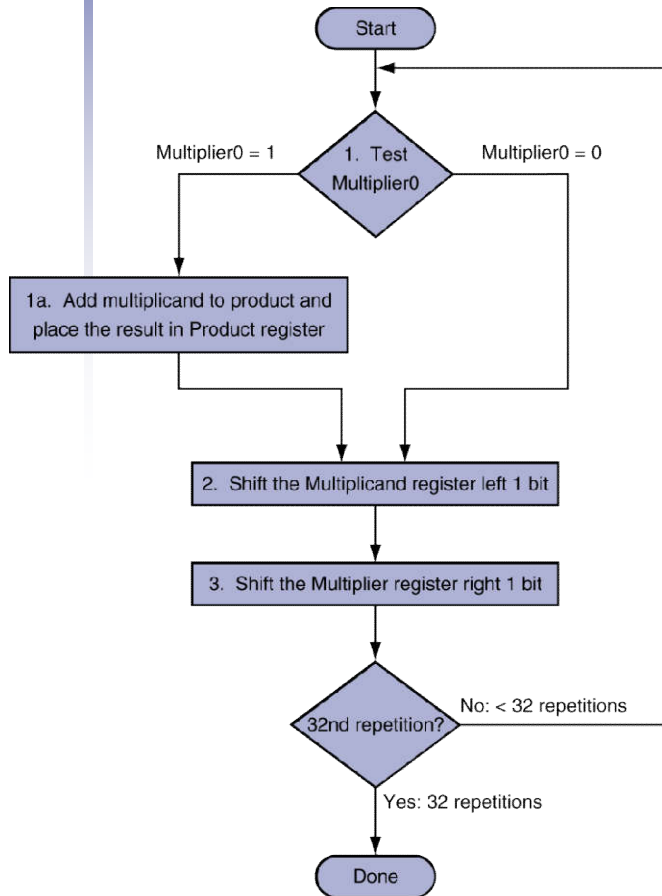 Start
1. Test
Multiplier0
Multiplier0 = 1
Multiplier0 = 0
1a. Add multiplicand to product and
place the result in Product register
2. Shift the Multiplicand register left 1 bit
3. Shift the Multiplier register right 1 bit
32nd repetition?
No: < 32 repetitions
Yes: 32 repetitions
Done